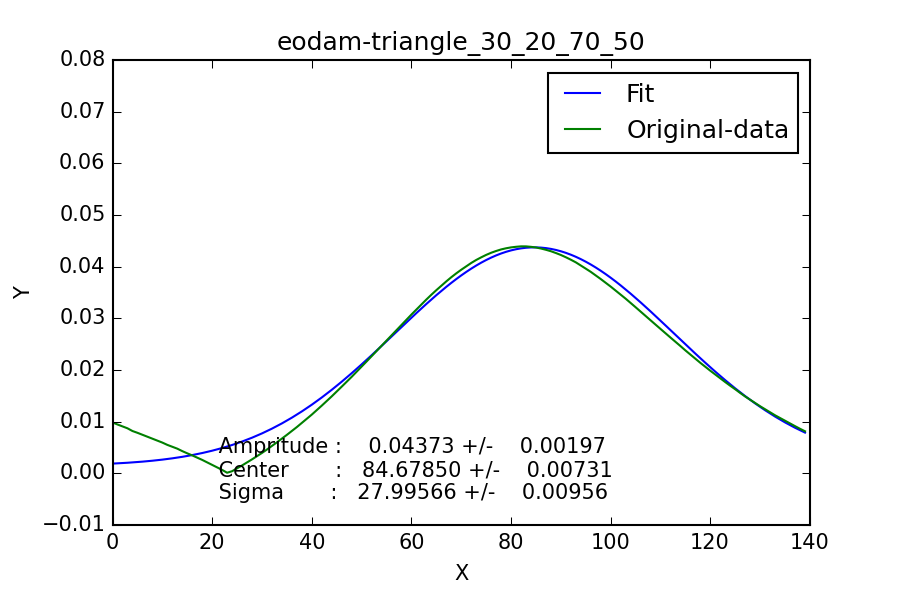 eodam-triangle_30_20_70_50
Fit
Original-data
0.08
0.07
0.06
0.05
0.04
0.03
0.02
0.01
0.00
−0.01
Y
Ampritude : 0.04373 +/- 0.00197
Center : 84.67850 +/- 0.00731
Sigma : 27.99566 +/- 0.00956
0 20 40 60 80 100 120 140
X